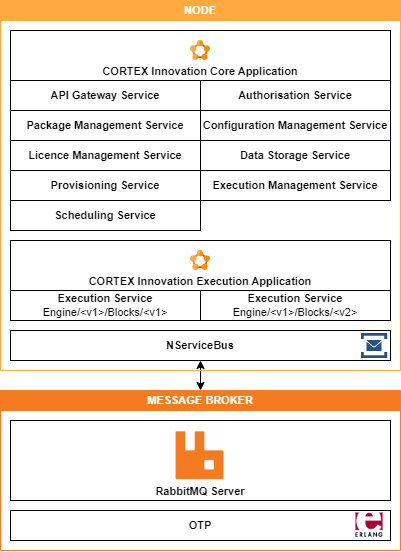 NODE
CORTEX Innovation Core Application
API Gateway Service
Authorisation Service
Package Management Service
Configuration Management Service
Licence Management Service
Data Storage Service
Provisioning Service
Execution Management Service
Scheduling Service
CORTEX Innovation Execution Application
Execution Service
Engine/<v1>/Blocks/<v1>
Execution Service
Engine/<v1>/Blocks/<v2>
NServiceBus
MESSAGE BROKER
RabbitMQ Server
OTP
ERLANG